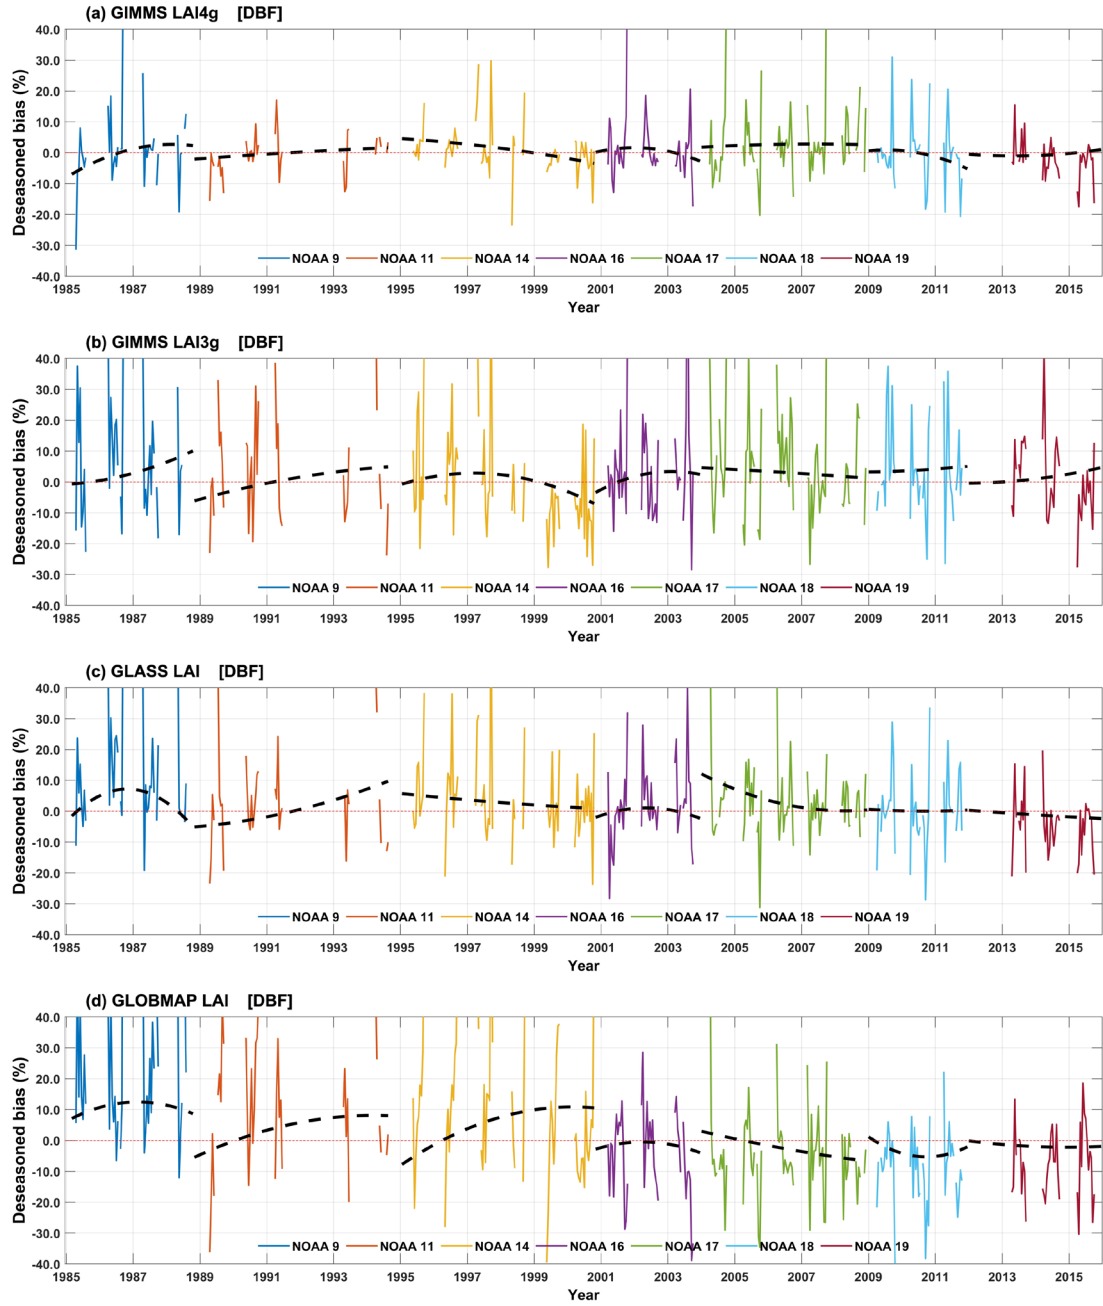 (a) GIMMS LAI4g [DBF]
Deseasoned bias (%)
40.0
30.0
20.0
10.0
0.0
-10.0
-20.0
-30.0
-40.0
NOAA 9 NOAA 11 NOAA 14 NOAA 16 NOAA 17 NOAA 18 NOAA 19
1985 1987 1989 1991 1993 1995 1997 1999 2001 2003 2005 2007 2009 2011 2013 2015
Year
(b) GIMMS LAI3g [DBF]
Deseasoned bias (%)
40.0
30.0
20.0
10.0
0.0
-10.0
-20.0
-30.0
-40.0
NOAA 9 NOAA 11 NOAA 14 NOAA 16 NOAA 17 NOAA 18 NOAA 19
1985 1987 1989 1991 1993 1995 1997 1999 2001 2003 2005 2007 2009 2011 2013 2015
Year
(c) GLASS LAI [DBF]
Deseasoned bias (%)
40.0
30.0
20.0
10.0
0.0
-10.0
-20.0
-30.0
-40.0
NOAA 9 NOAA 11 NOAA 14 NOAA 16 NOAA 17 NOAA 18 NOAA 19
1985 1987 1989 1991 1993 1995 1997 1999 2001 2003 2005 2007 2009 2011 2013 2015
Year
(d) GLOBMAP LAI [DBF]
Deseasoned bias (%)
40.0
30.0
20.0
10.0
0.0
-10.0
-20.0
-30.0
-40.0
NOAA 9 NOAA 11 NOAA 14 NOAA 16 NOAA 17 NOAA 18 NOAA 19
1985 1987 1989 1991 1993 1995 1997 1999 2001 2003 2005 2007 2009 2011 2013 2015
Year